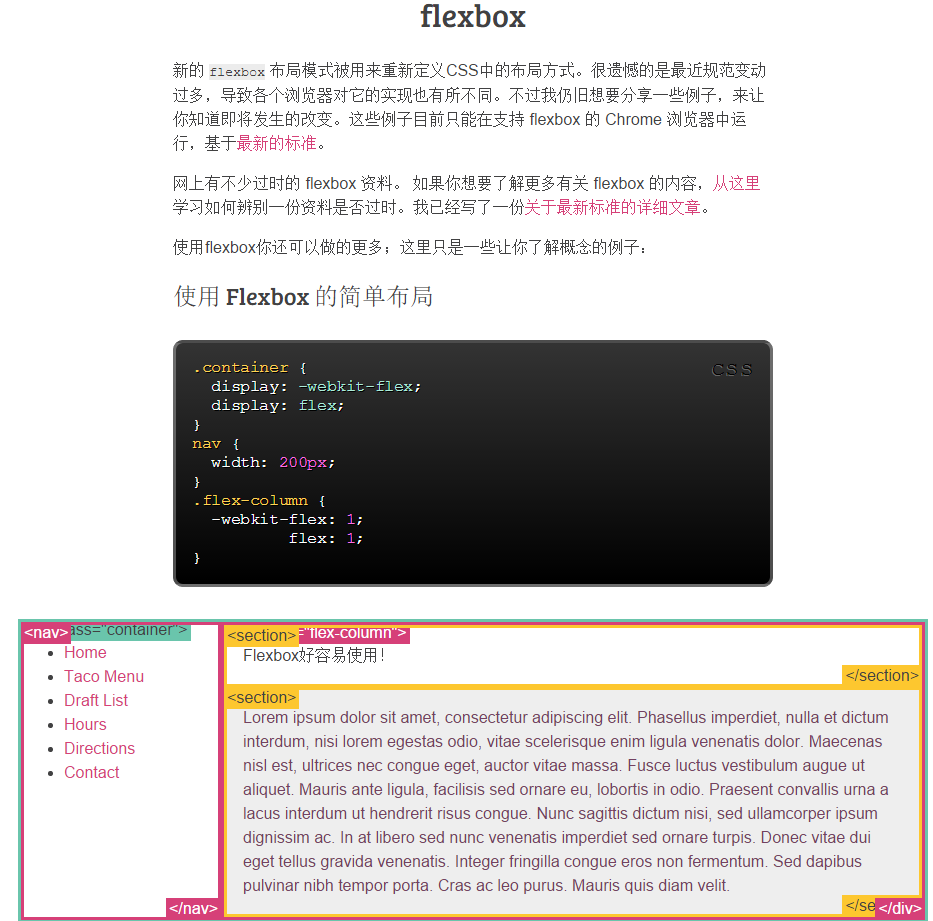 flexbox
新的 flexbox 布局模式被用来重新定义CSS中的布局方式。很遗憾的是最近规范变动
过多，导致各个浏览器对它的实现也有所不同。不过我仍旧想要分享一些例子，来让
你知道即将发生的改变。这些例子目前只能在支持 flexbox 的 Chrome 浏览器中运
行，基于最新的标准。
网上有不少过时的 flexbox 资料。 如果你想要了解更多有关 flexbox 的内容，从这里
学习如何辨别一份资料是否过时。我已经写了一份关于最新标准的详细文章。
使用flexbox你还可以做的更多；这里只是一些让你了解概念的例子：
使用 Flexbox 的简单布局
CSS
.container {
  display: -webkit-flex;
  display: flex;
}
nav {
  width: 200px;
}
.flex-column {
  -webkit-flex: 1;
          flex: 1;
}
<nav>ass="container">
Home
Taco Menu
Draft List
Hours
Directions
Contact
</nav>
<section>="flex-column">
Flexbox好容易使用！
</section>
<section>
Lorem ipsum dolor sit amet, consectetur adipiscing elit. Phasellus imperdiet, nulla et dictum
interdum, nisi lorem egestas odio, vitae scelerisque enim ligula venenatis dolor. Maecenas
nisl est, ultrices nec congue eget, auctor vitae massa. Fusce luctus vestibulum augue ut
aliquet. Mauris ante ligula, facilisis sed ornare eu, lobortis in odio. Praesent convallis urna a
lacus interdum ut hendrerit risus congue. Nunc sagittis dictum nisi, sed ullamcorper ipsum
dignissim ac. In at libero sed nunc venenatis imperdiet sed ornare turpis. Donec vitae dui
eget tellus gravida venenatis. Integer fringilla congue eros non fermentum. Sed dapibus
pulvinar nibh tempor porta. Cras ac leo purus. Mauris quis diam velit.
</se</div>